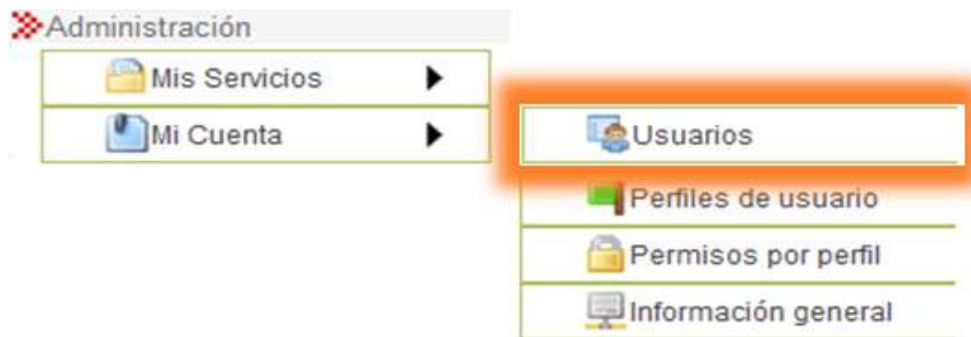 Administración
Mis Servicios
Mi Cuenta
Usuarios
Perfiles de usuario
Permisos por perfil
Información general